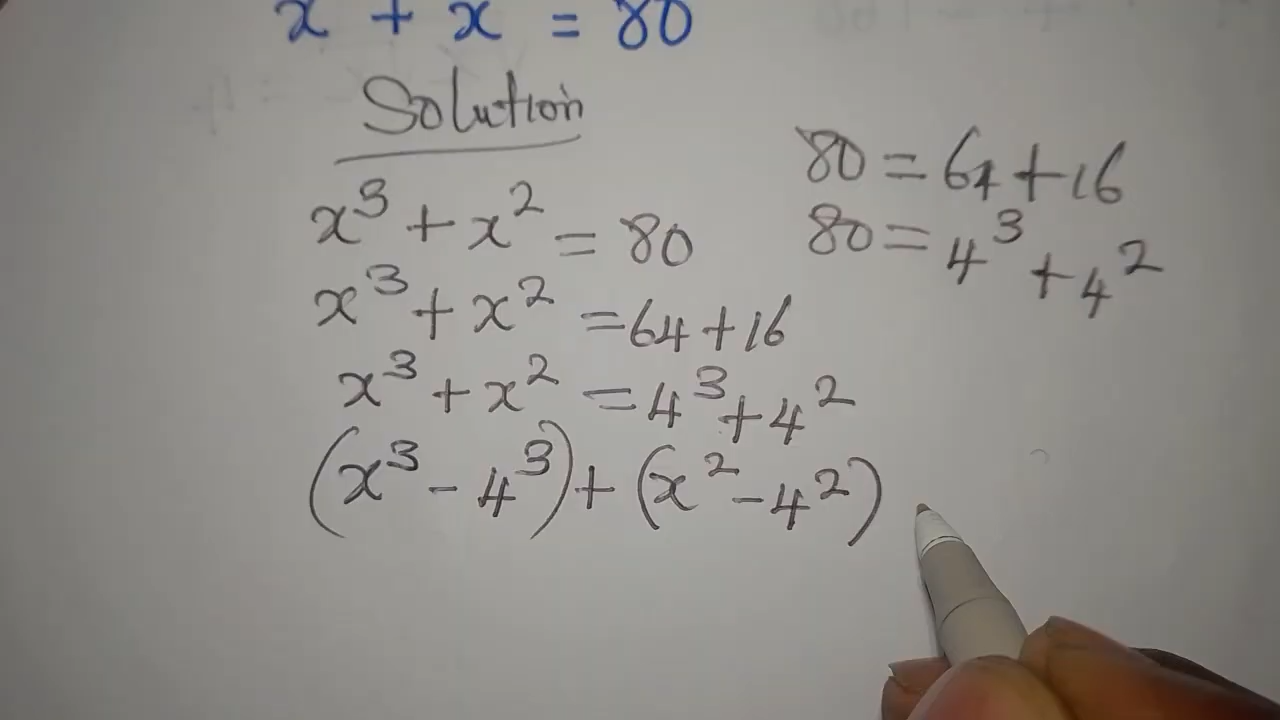 x + x = 80
Solution
x³ + x² = 80
x³ + x² = 64 + 16
x³ + x² = 4³ + 4²
(x³ - 4³) + (x² - 4²)
80 = 64 + 16
80 = 4³ + 4²